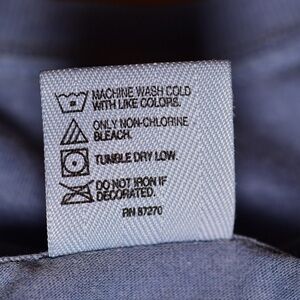 MACHINE WASH COLD
WITH LIKE COLORS.
ONLY NON-CHLORINE
BLEACH.
TUMBLE DRY LOW.
DO NOT IRON IF
DECORATED.
RN 87270